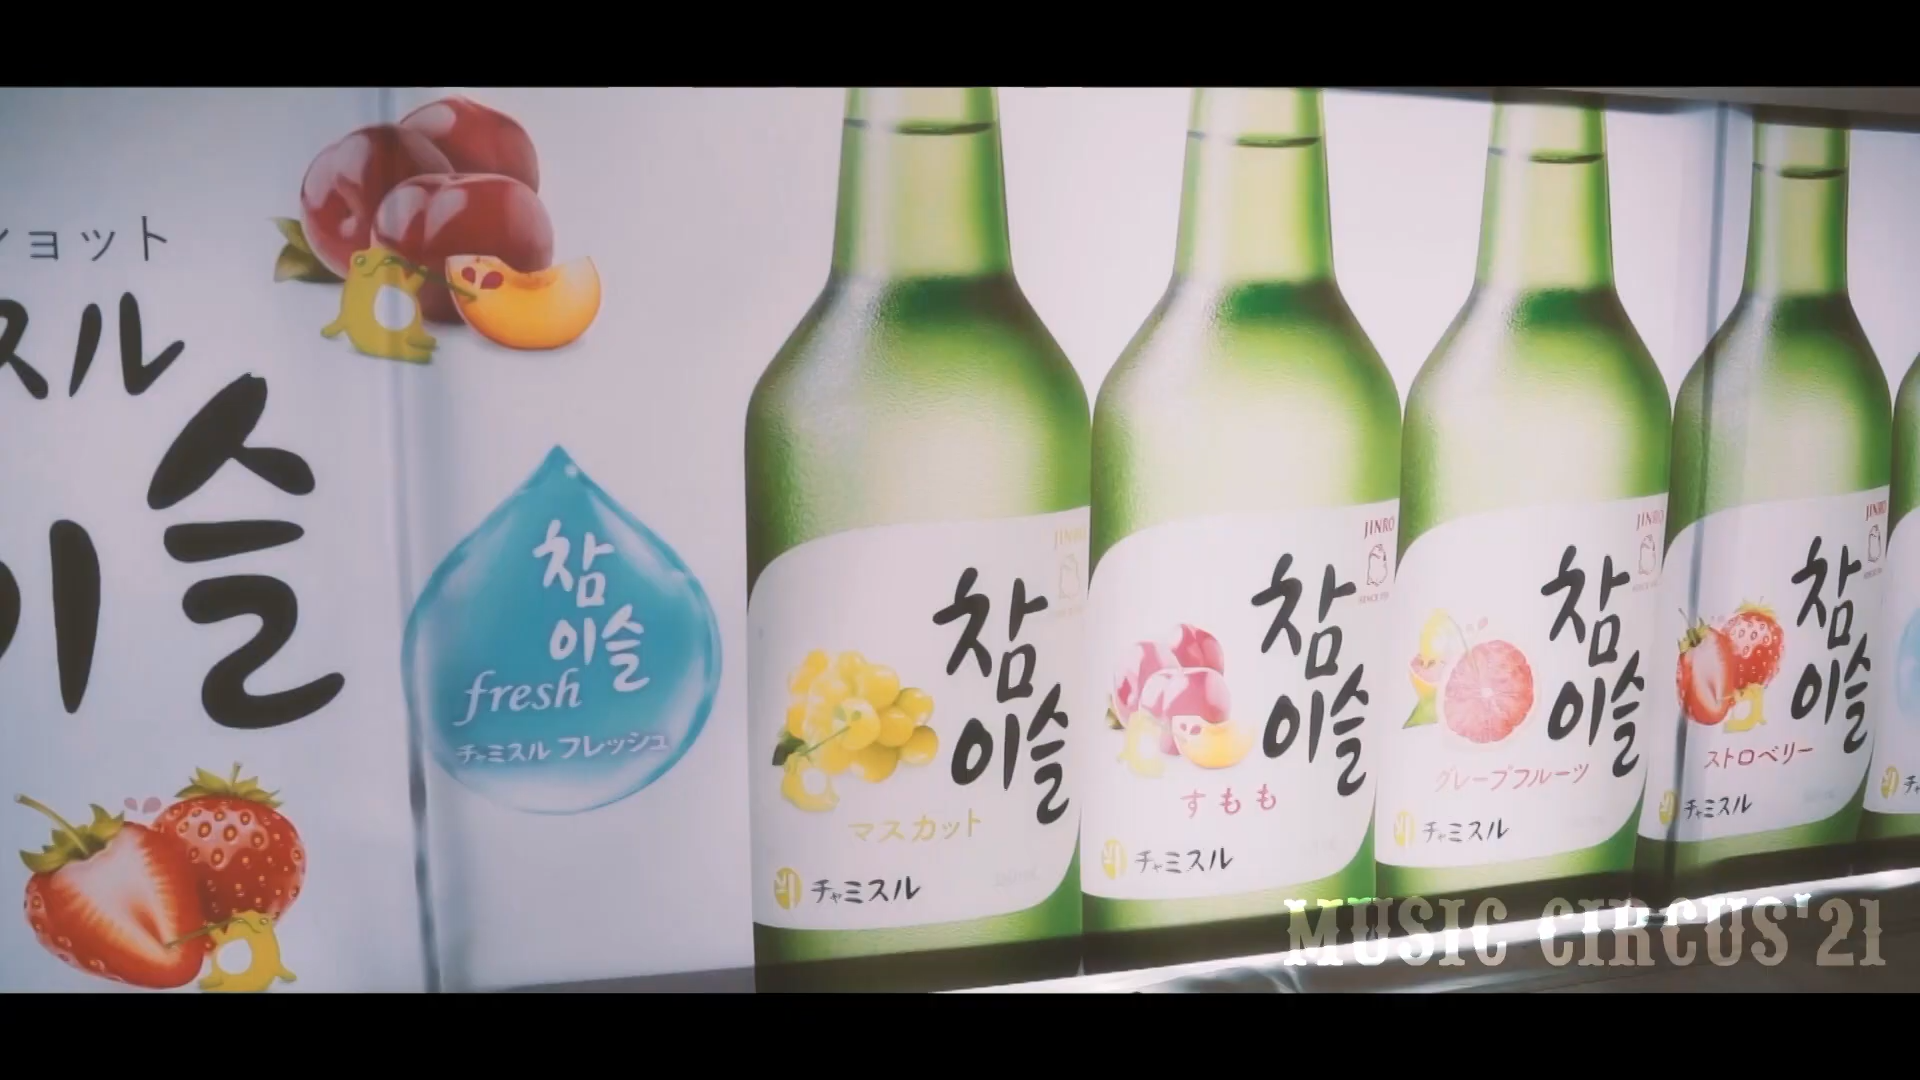 ョット
スル
이슬
참
이슬
fresh
チャミスル フレッシュ
JINRO
참
이슬
マスカット
チャミスル
JINRO
참
이슬
すもも
チャミスル
JINRO
참
이슬
グレープフルーツ
チャミスル
JINRO
참
이슬
ストロベリー
チャミスル
MUSIC CIRCUS'21